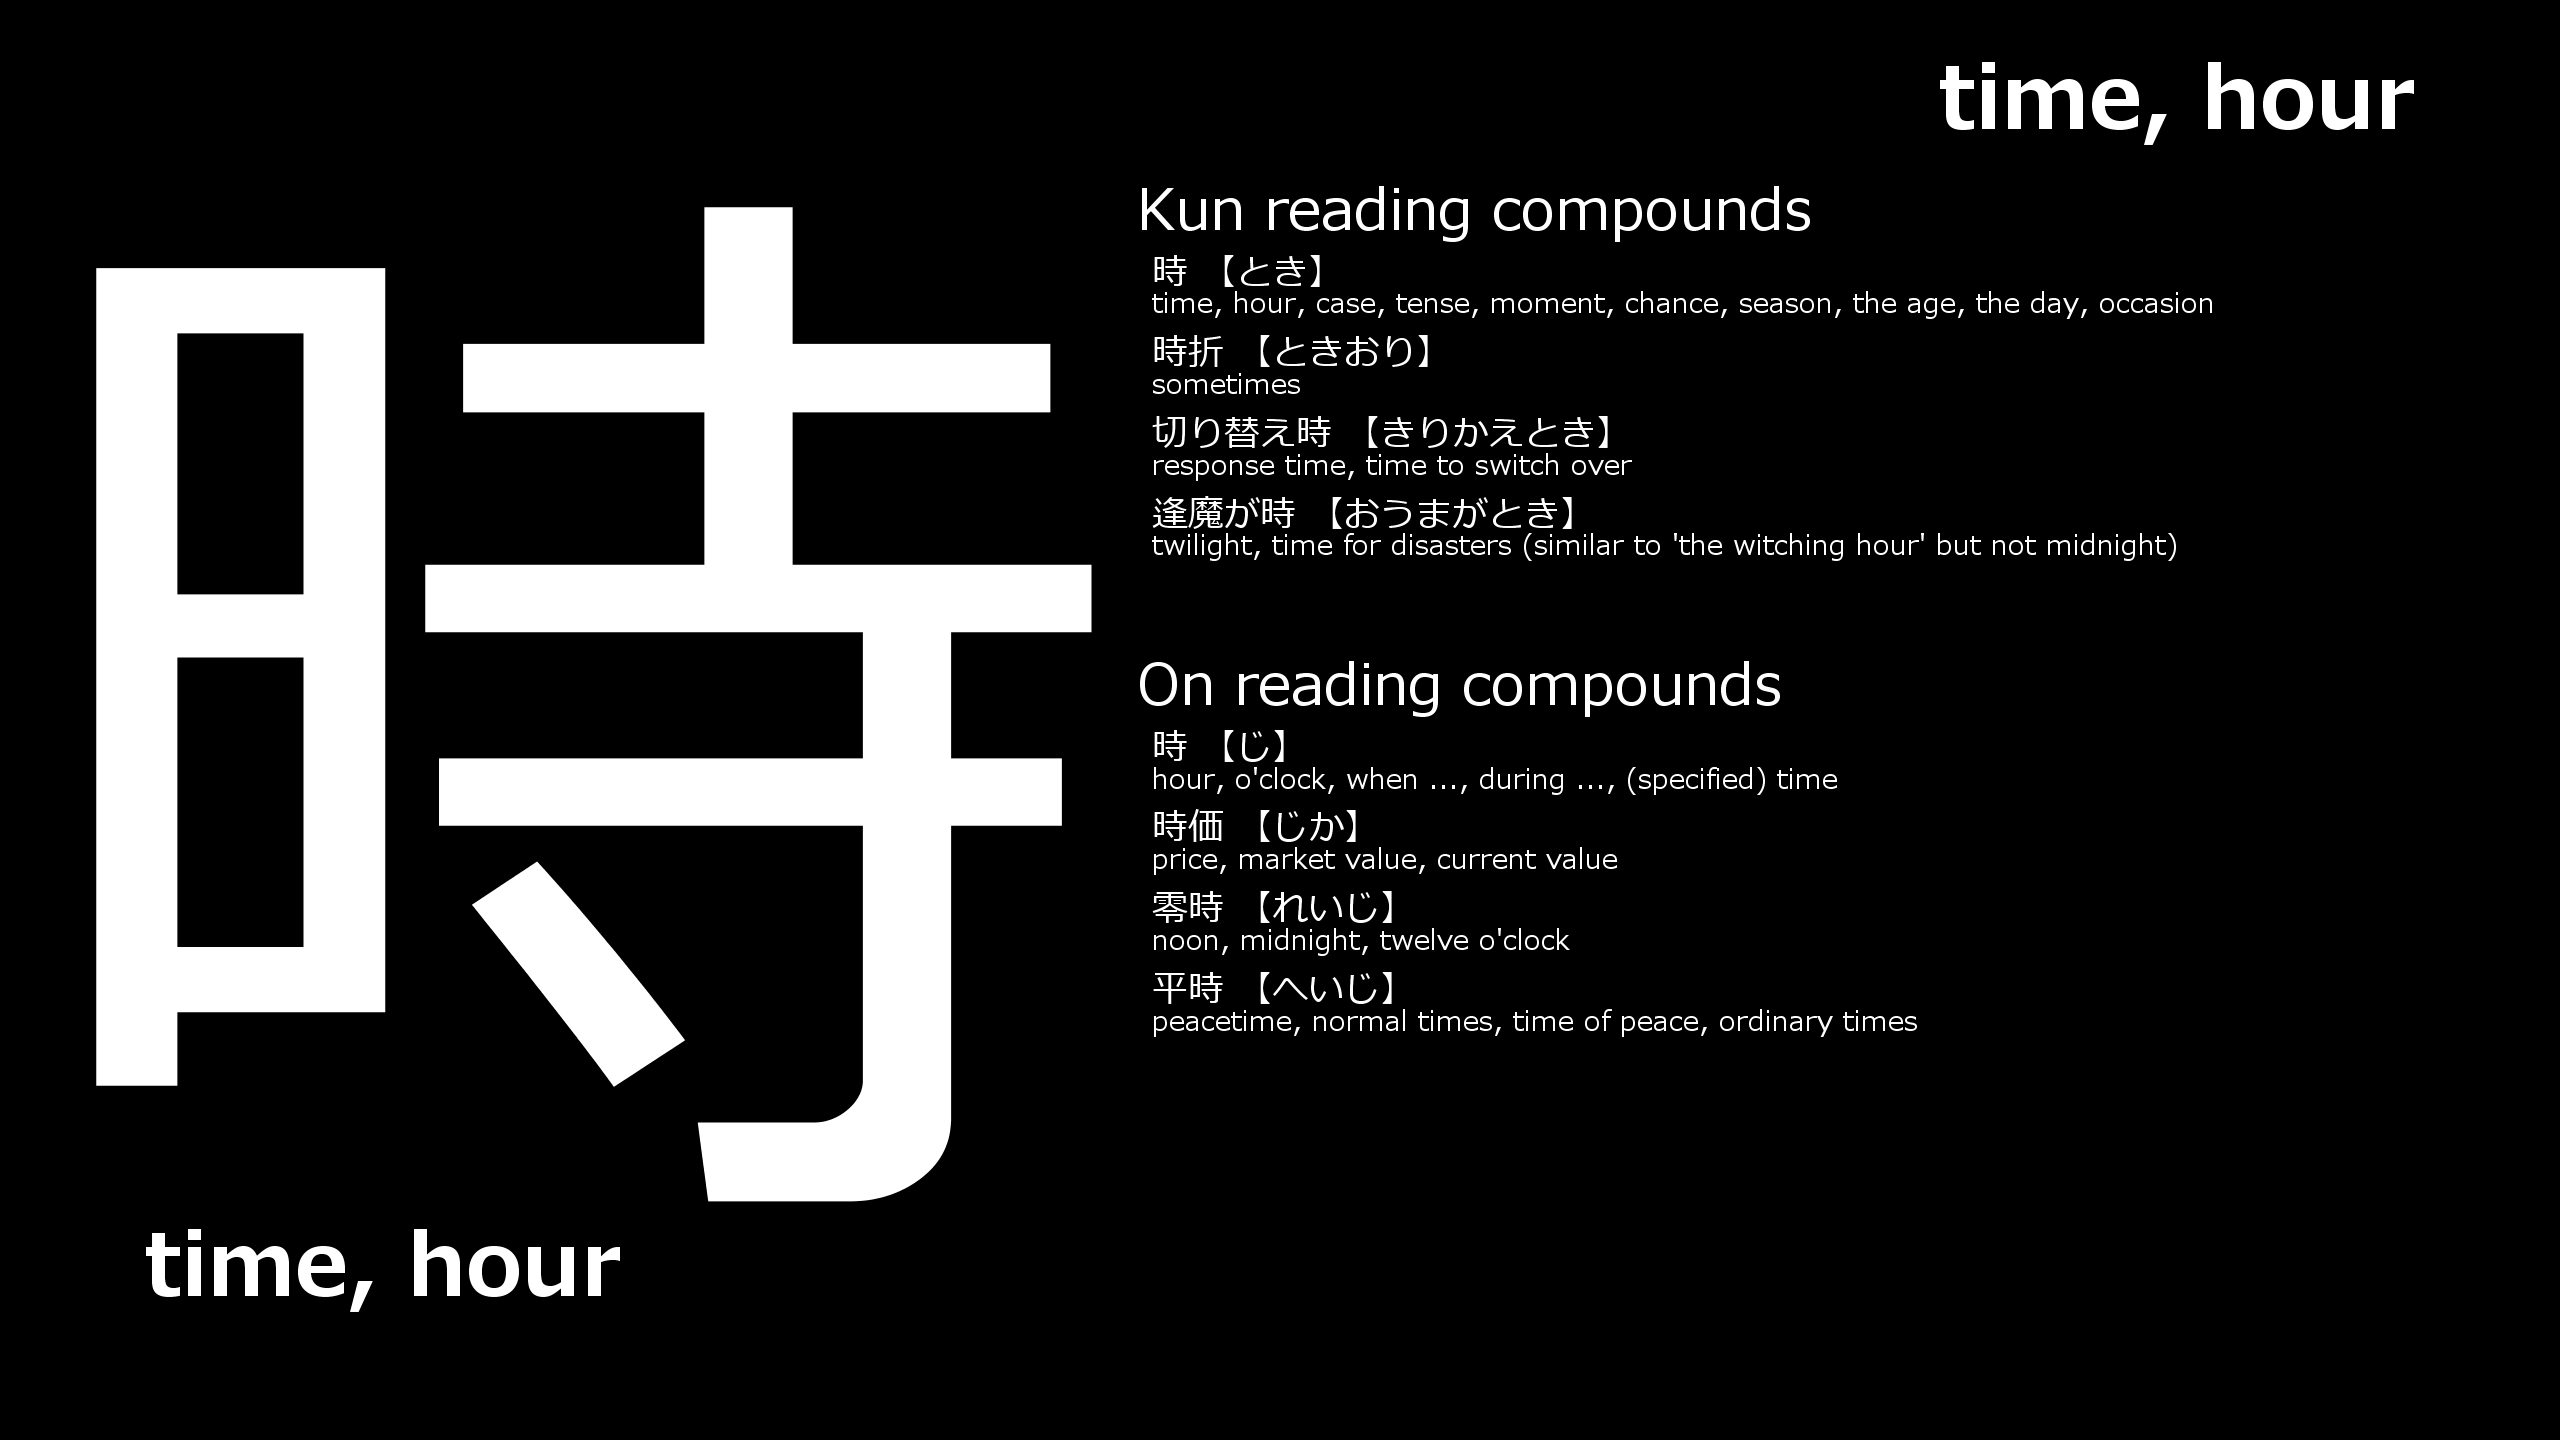 time, hour
時
time, hour
Kun reading compounds
時 【とき】
time, hour, case, tense, moment, chance, season, the age, the day, occasion
時折 【ときおり】
sometimes
切り替え時 【きりかえとき】
response time, time to switch over
逢魔が時 【おうまがとき】
twilight, time for disasters (similar to 'the witching hour' but not midnight)
On reading compounds
時 【じ】
hour, o'clock, when ..., during ..., (specified) time
時価 【じか】
price, market value, current value
零時 【れいじ】
noon, midnight, twelve o'clock
平時 【へいじ】
peacetime, normal times, time of peace, ordinary times